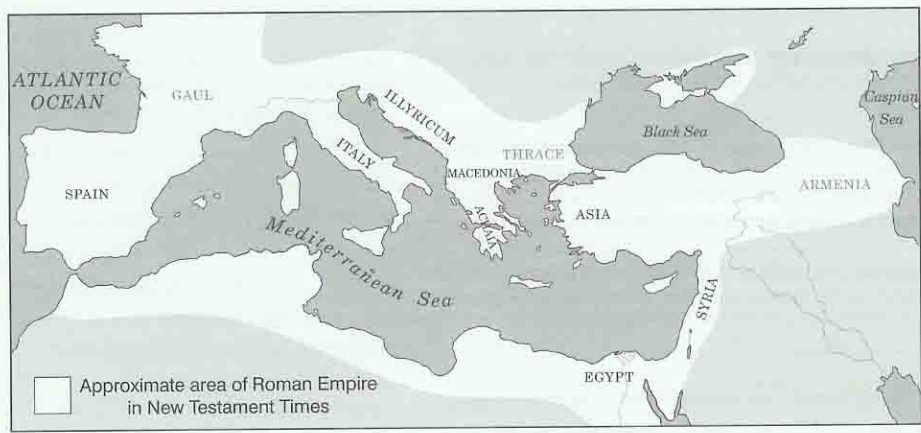 ATLANTIC
OCEAN
GAUL
ILLYRICUM
Caspian
Sea
Black Sea
ITALY
THRACE
MACEDONIA
SPAIN
ARMENIA
ACHAIA
ASIA
Mediterranean Sea
SYRIA
EGYPT
Approximate area of Roman Empire
in New Testament Times